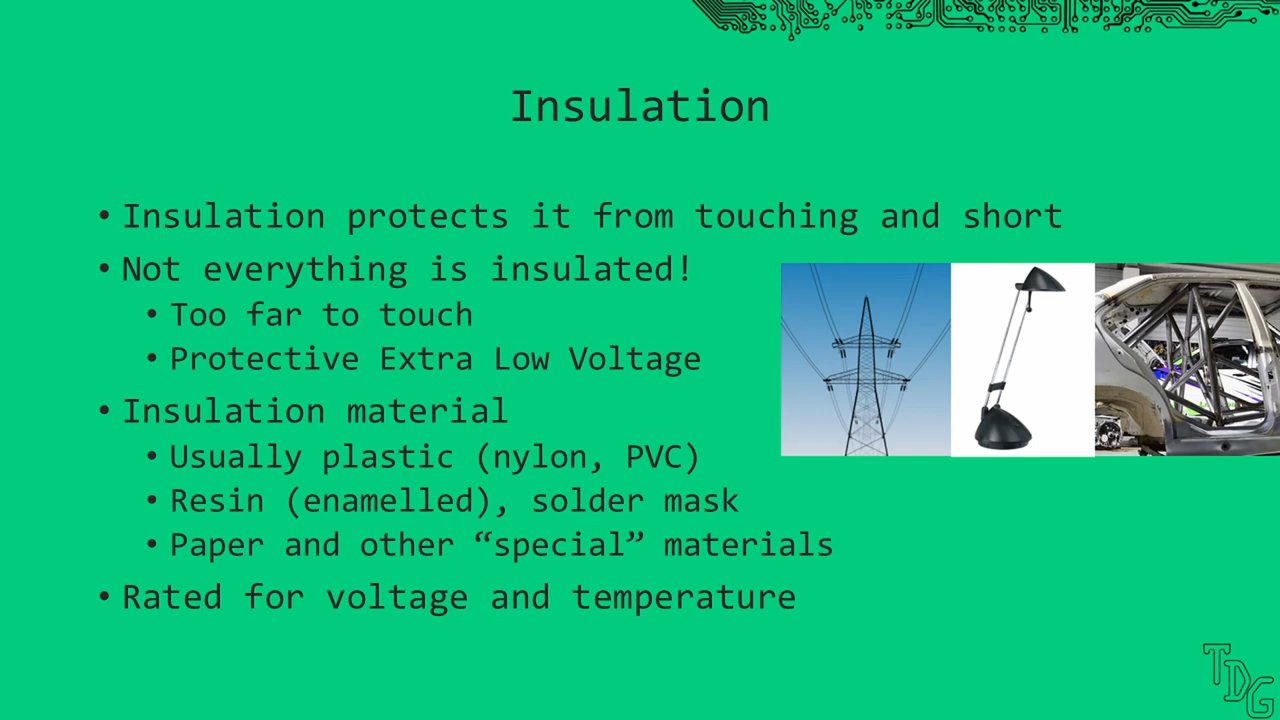 Insulation
• Insulation protects it from touching and short
• Not everything is insulated!
• Too far to touch
• Protective Extra Low Voltage
• Insulation material
• Usually plastic (nylon, PVC)
• Resin (enamelled), solder mask
• Paper and other “special” materials
• Rated for voltage and temperature
TDG